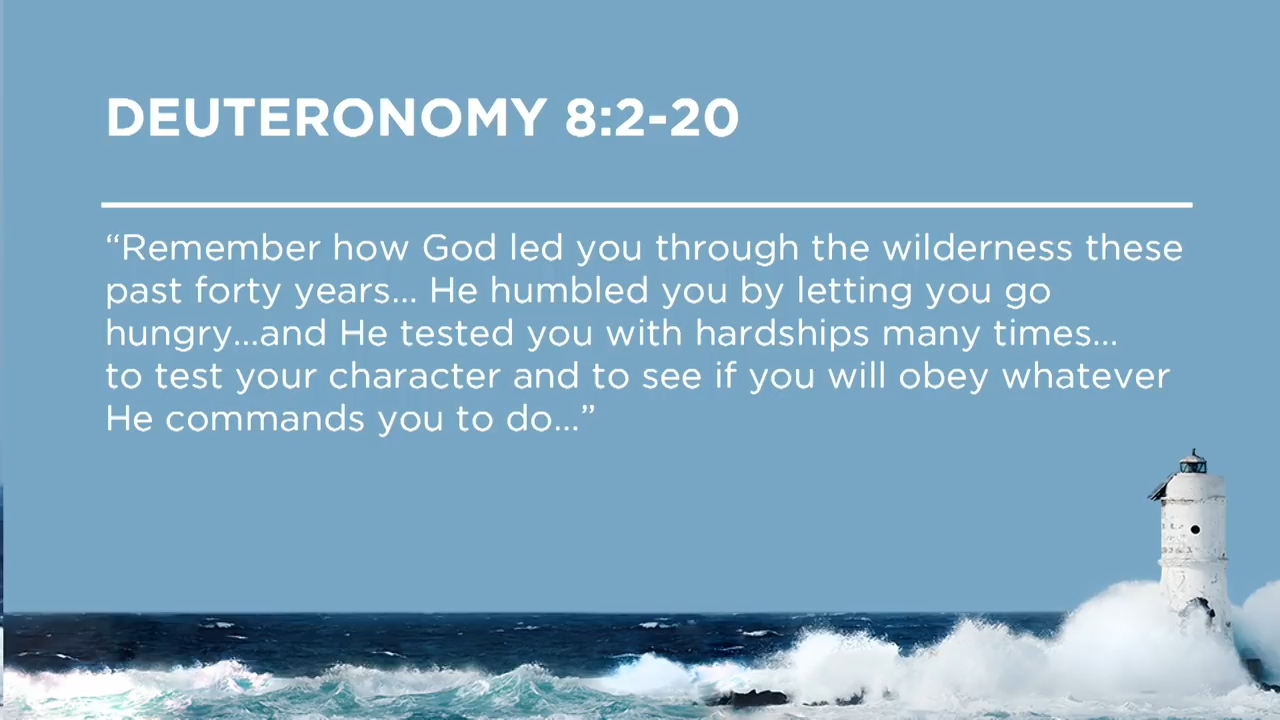 DEUTERONOMY 8:2-20
“Remember how God led you through the wilderness these
past forty years... He humbled you by letting you go
hungry...and He tested you with hardships many times...
to test your character and to see if you will obey whatever
He commands you to do...”